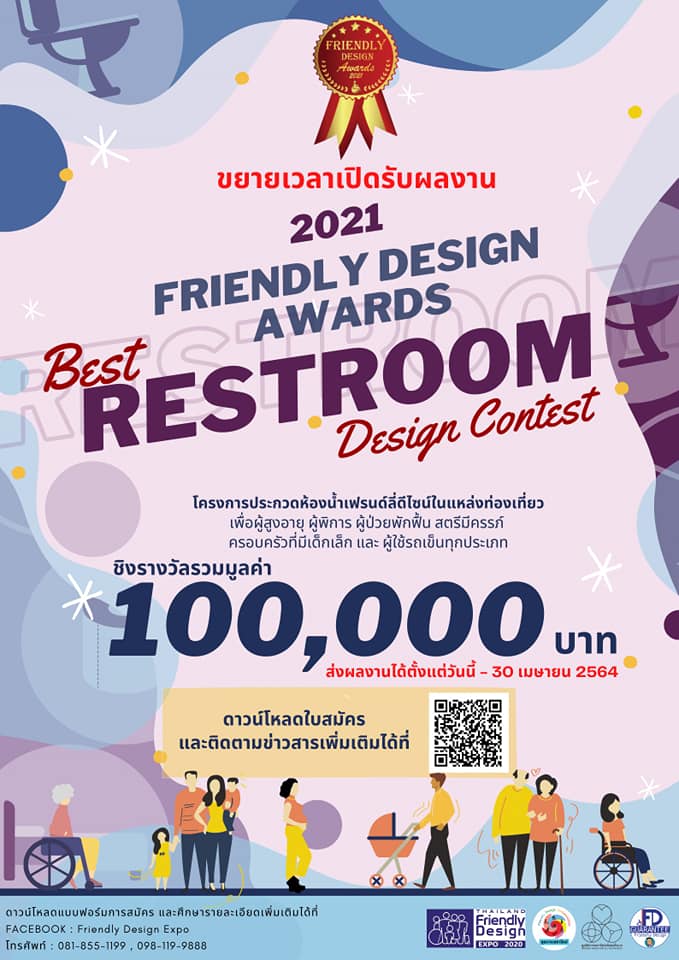 FRIENDLY
DESIGN
Awards
2021
ขยายเวลาเปิดรับผลงาน
2021
FRIENDLY DESIGN
AWARDS
RESTROOM
Best
RESTROOM
Design Contest
โครงการประกวดห้องน้ำเฟรนด์ลี่ดีไซน์ในแหล่งท่องเที่ยว
เพื่อผู้สูงอายุ ผู้พิการ ผู้ป่วยพักฟื้น สตรีมีครรภ์
ครอบครัวที่มีเด็กเล็ก และ ผู้ใช้รถเข็นทุกประเภท
ชิงรางวัลรวมมูลค่า
100,000 บาท
ส่งผลงานได้ตั้งแต่วันนี้ - 30 เมษายน 2564
ดาวน์โหลดใบสมัคร
และติดตามข่าวสารเพิ่มเติมได้ที่
ดาวน์โหลดแบบฟอร์มการสมัคร และศึกษารายละเอียดเพิ่มเติมได้ที่
FACEBOOK : Friendly Design Expo
โทรศัพท์ : 081-855-1199 , 098-119-9888
THAILAND
Friendly
Design
EXPO 2020
FD
GUARANTEE
Friendly Design